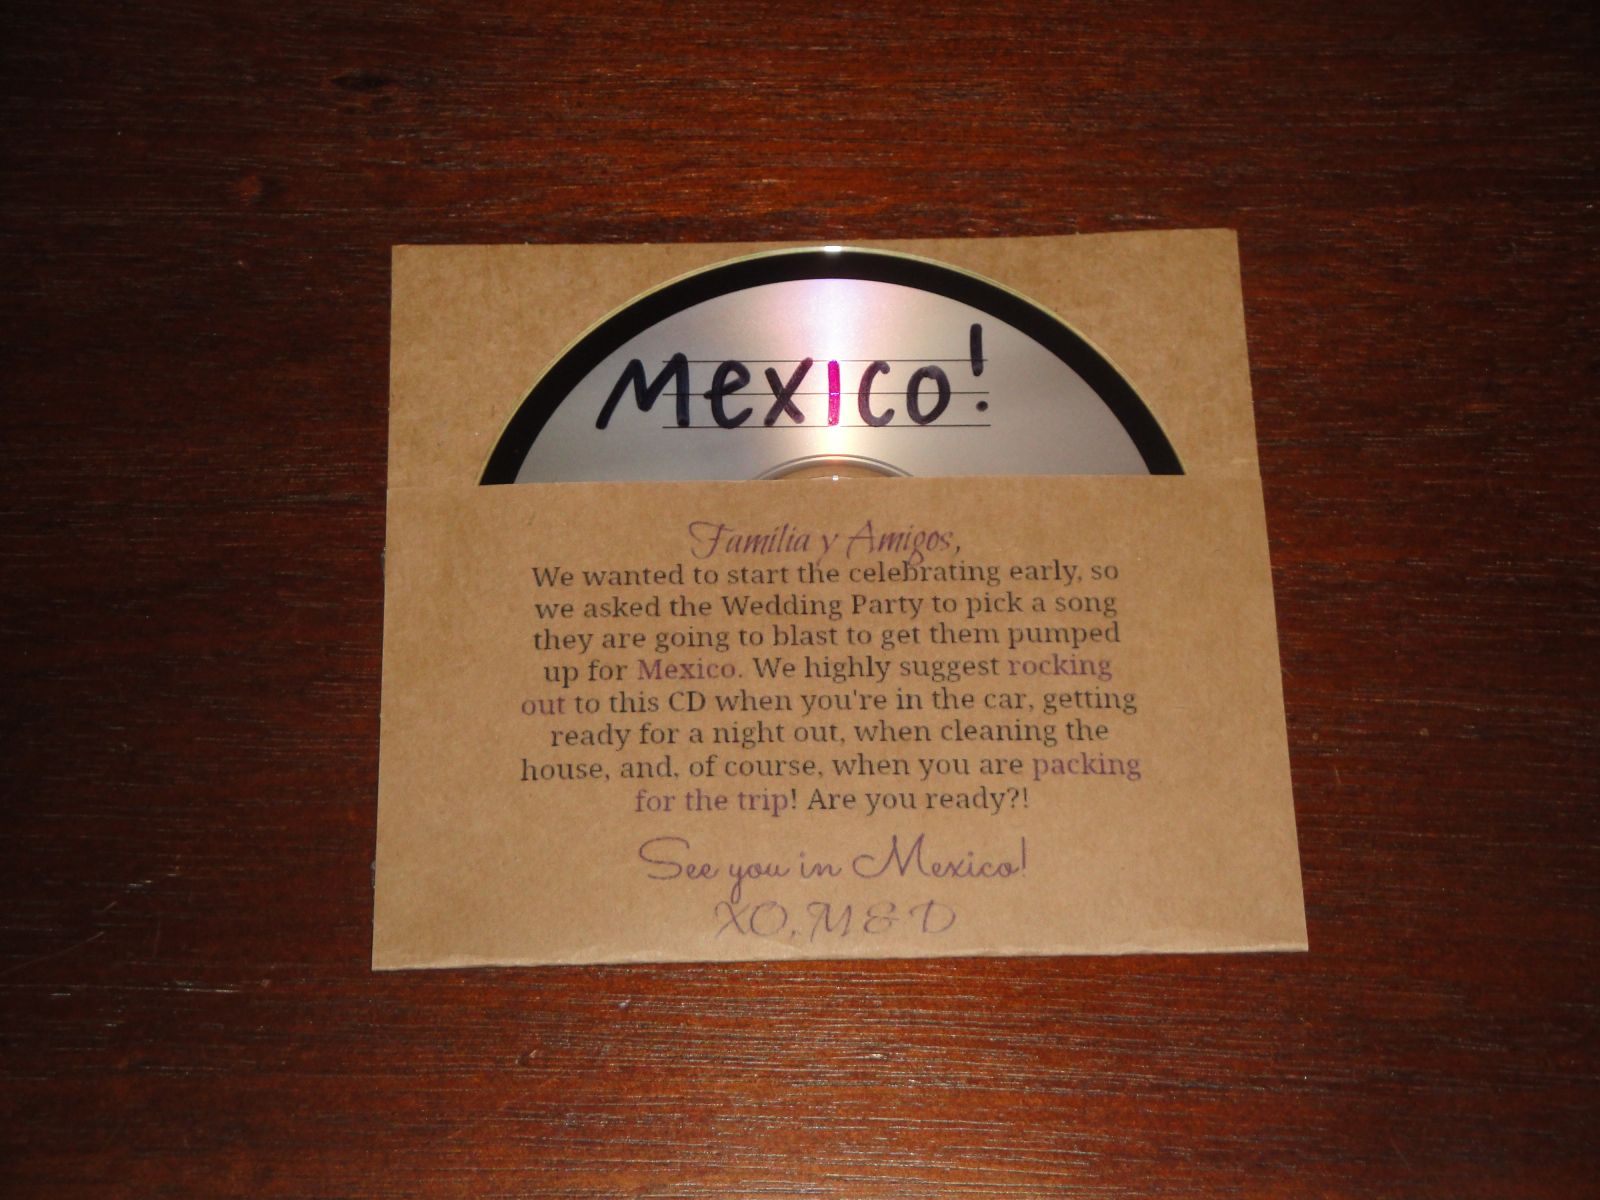 Mexico!
Familia y Amigos,
We wanted to start the celebrating early, so
we asked the Wedding Party to pick a song
they are going to blast to get them pumped
up for Mexico. We highly suggest rocking
out to this CD when you're in the car, getting
ready for a night out, when cleaning the
house, and, of course, when you are packing
for the trip! Are you ready?!
See you in Mexico!
XO, M & D